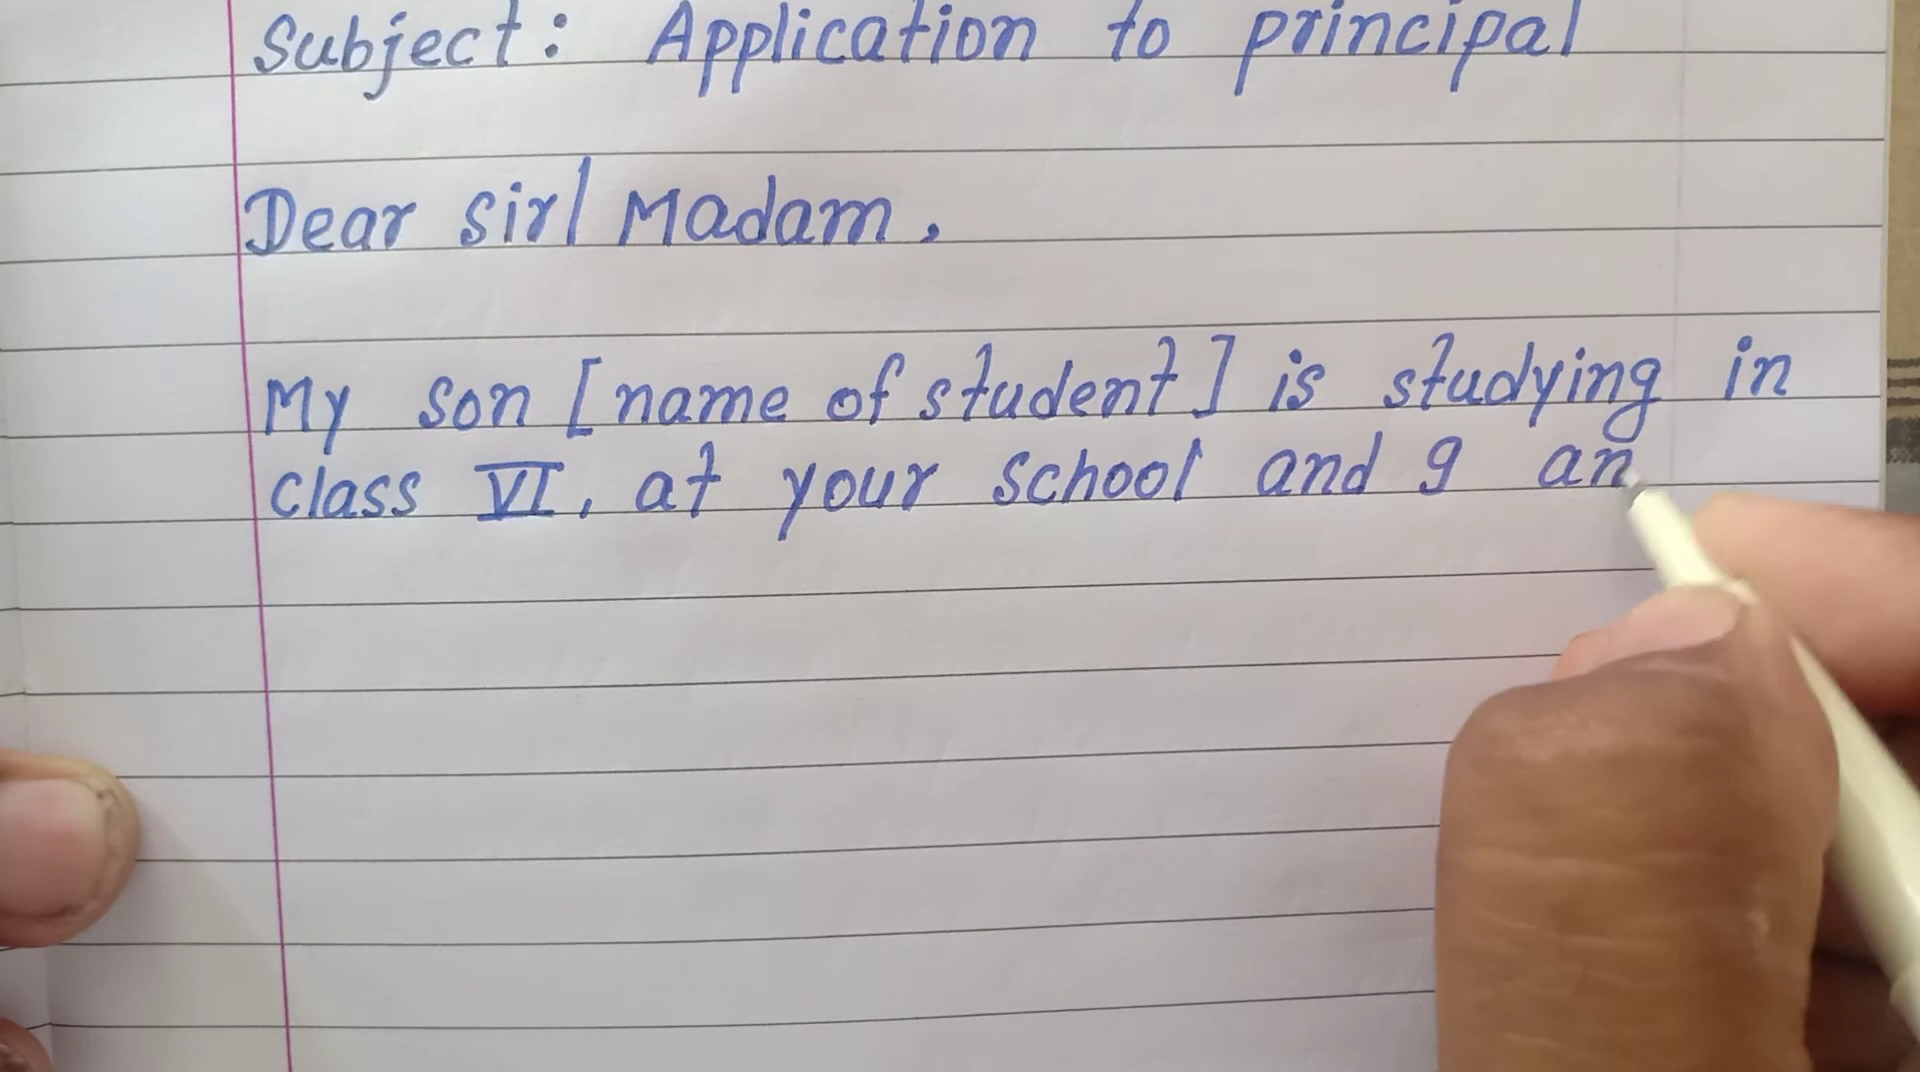 Subject: Application to principal
Dear Sir/ Madam.
My son [name of student] is studying in
class VI, at your school and I an